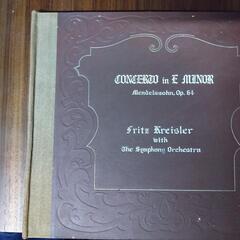 CONCERTO in E MINOR
Mendelssohn, Op. 64
Fritz Kreisler
with
The Symphony Orchestra